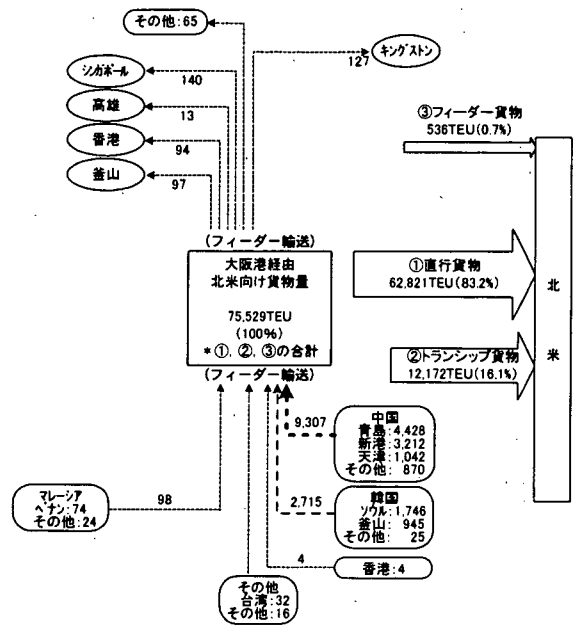 その他:65
キングストン
127
シンガポール
140
高雄
13
香港
94
釜山
97
③フィーダー貨物
536TEU(0.7%)
(フィーダー輸送)
大阪港経由
北米向け貨物量
75,529TEU
(100%)
*①,②,③の合計
(フィーダー輸送)
①直行貨物
62,821TEU(83.2%)
②トランシップ貨物
12,172TEU(16.1%)
北
米
9,307
中国
青島:4,428
新港:3,212
天津:1,042
その他: 870
2,715
韓国
ソウル:1,746
釜山: 945
その他: 25
マレーシア
ペナン:74
その他:24
98
4
香港:4
その他
台湾:32
その他:16